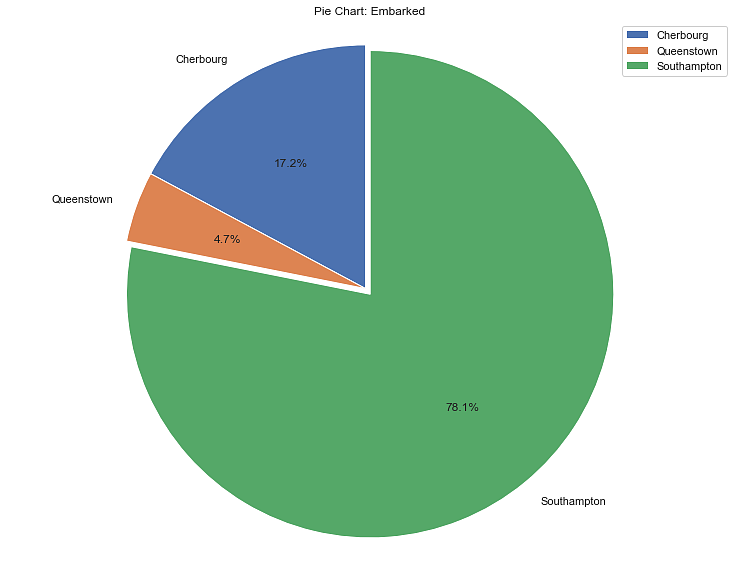 Pie Chart: Embarked
Cherbourg
Queenstown
Southampton
Cherbourg
17.2%
Queenstown
4.7%
78.1%
Southampton